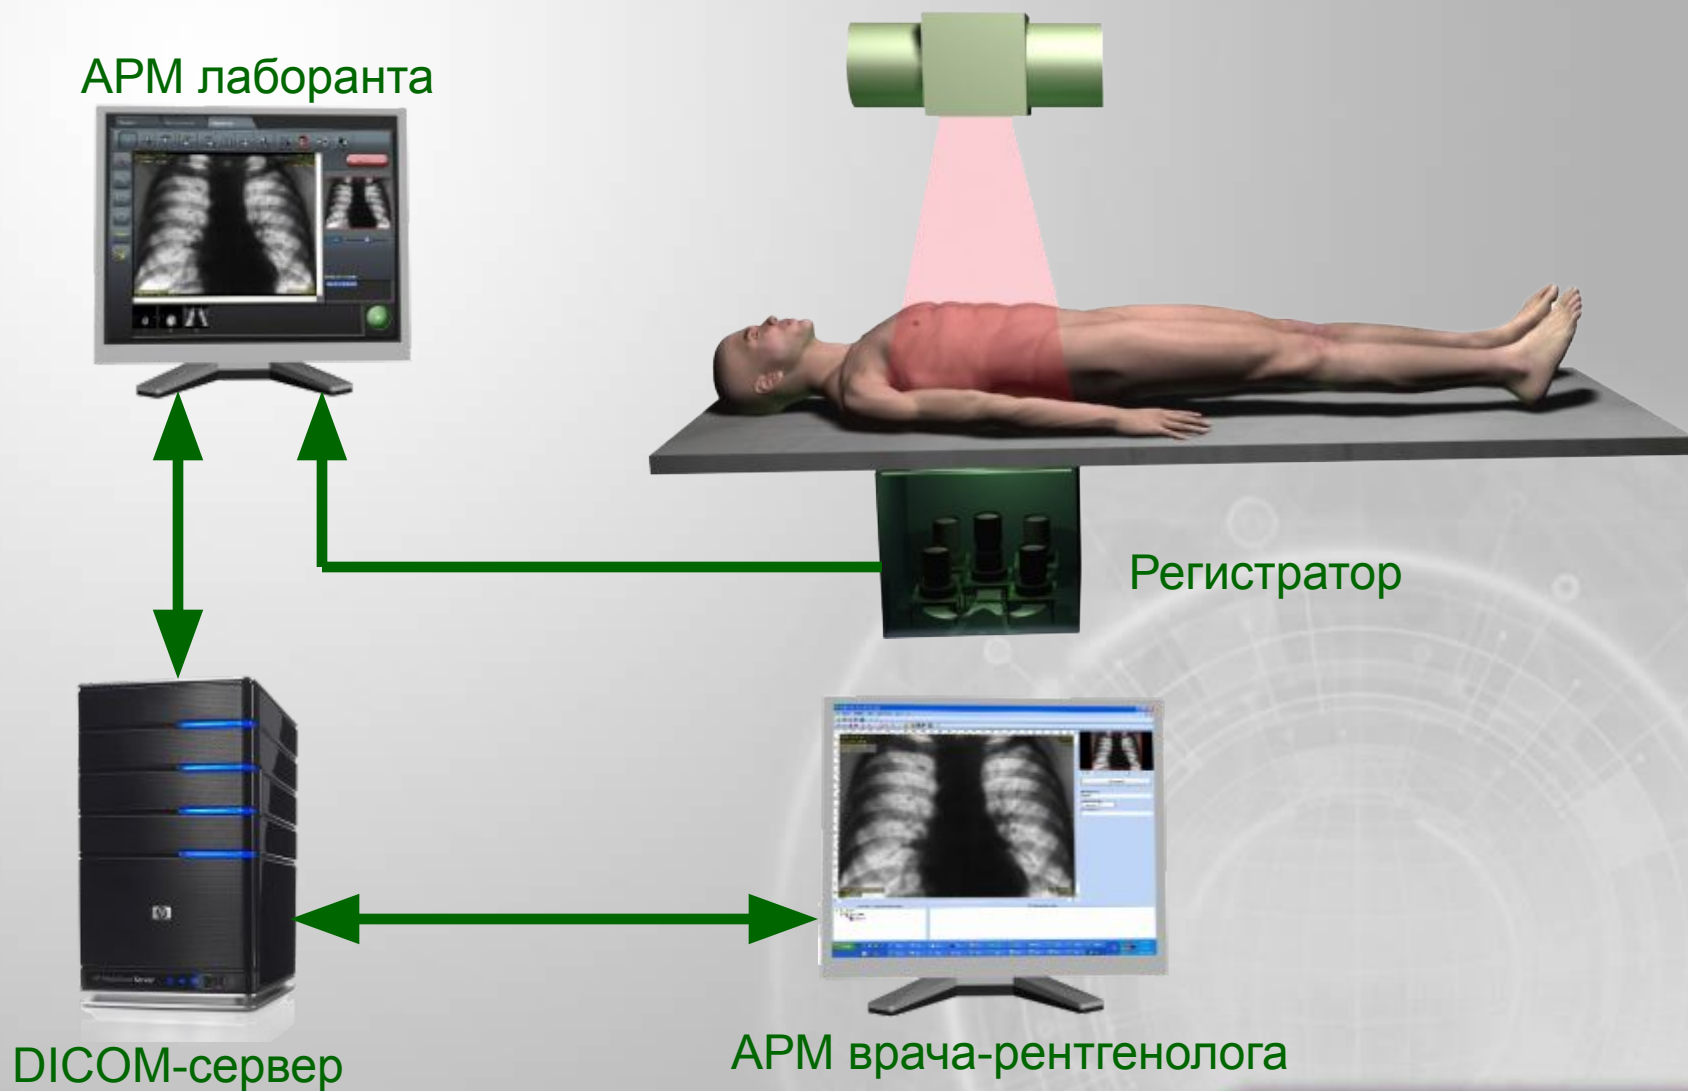 АРМ лаборанта
Регистратор
DICOM-сервер
АРМ врача-рентгенолога